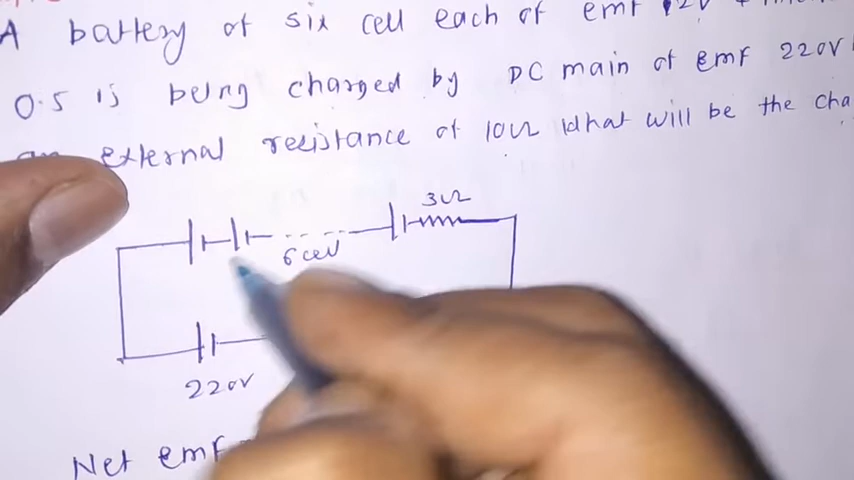 A battery of six cell each of emf 12V
0.5 is being charged by DC main of emf 220V
external resistance of 10Ω what will be the
3Ω
6 cell
220V
Net emf